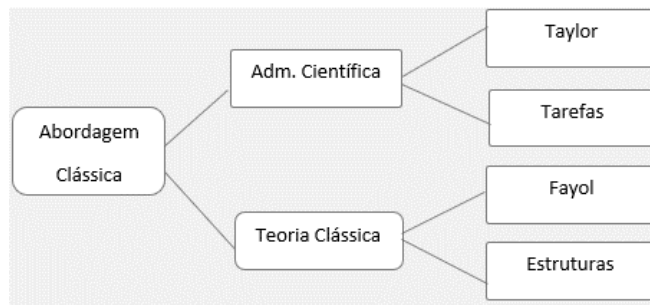 Abordagem
Clássica
Adm. Científica
Taylor
Tarefas
Teoria Clássica
Fayol
Estruturas